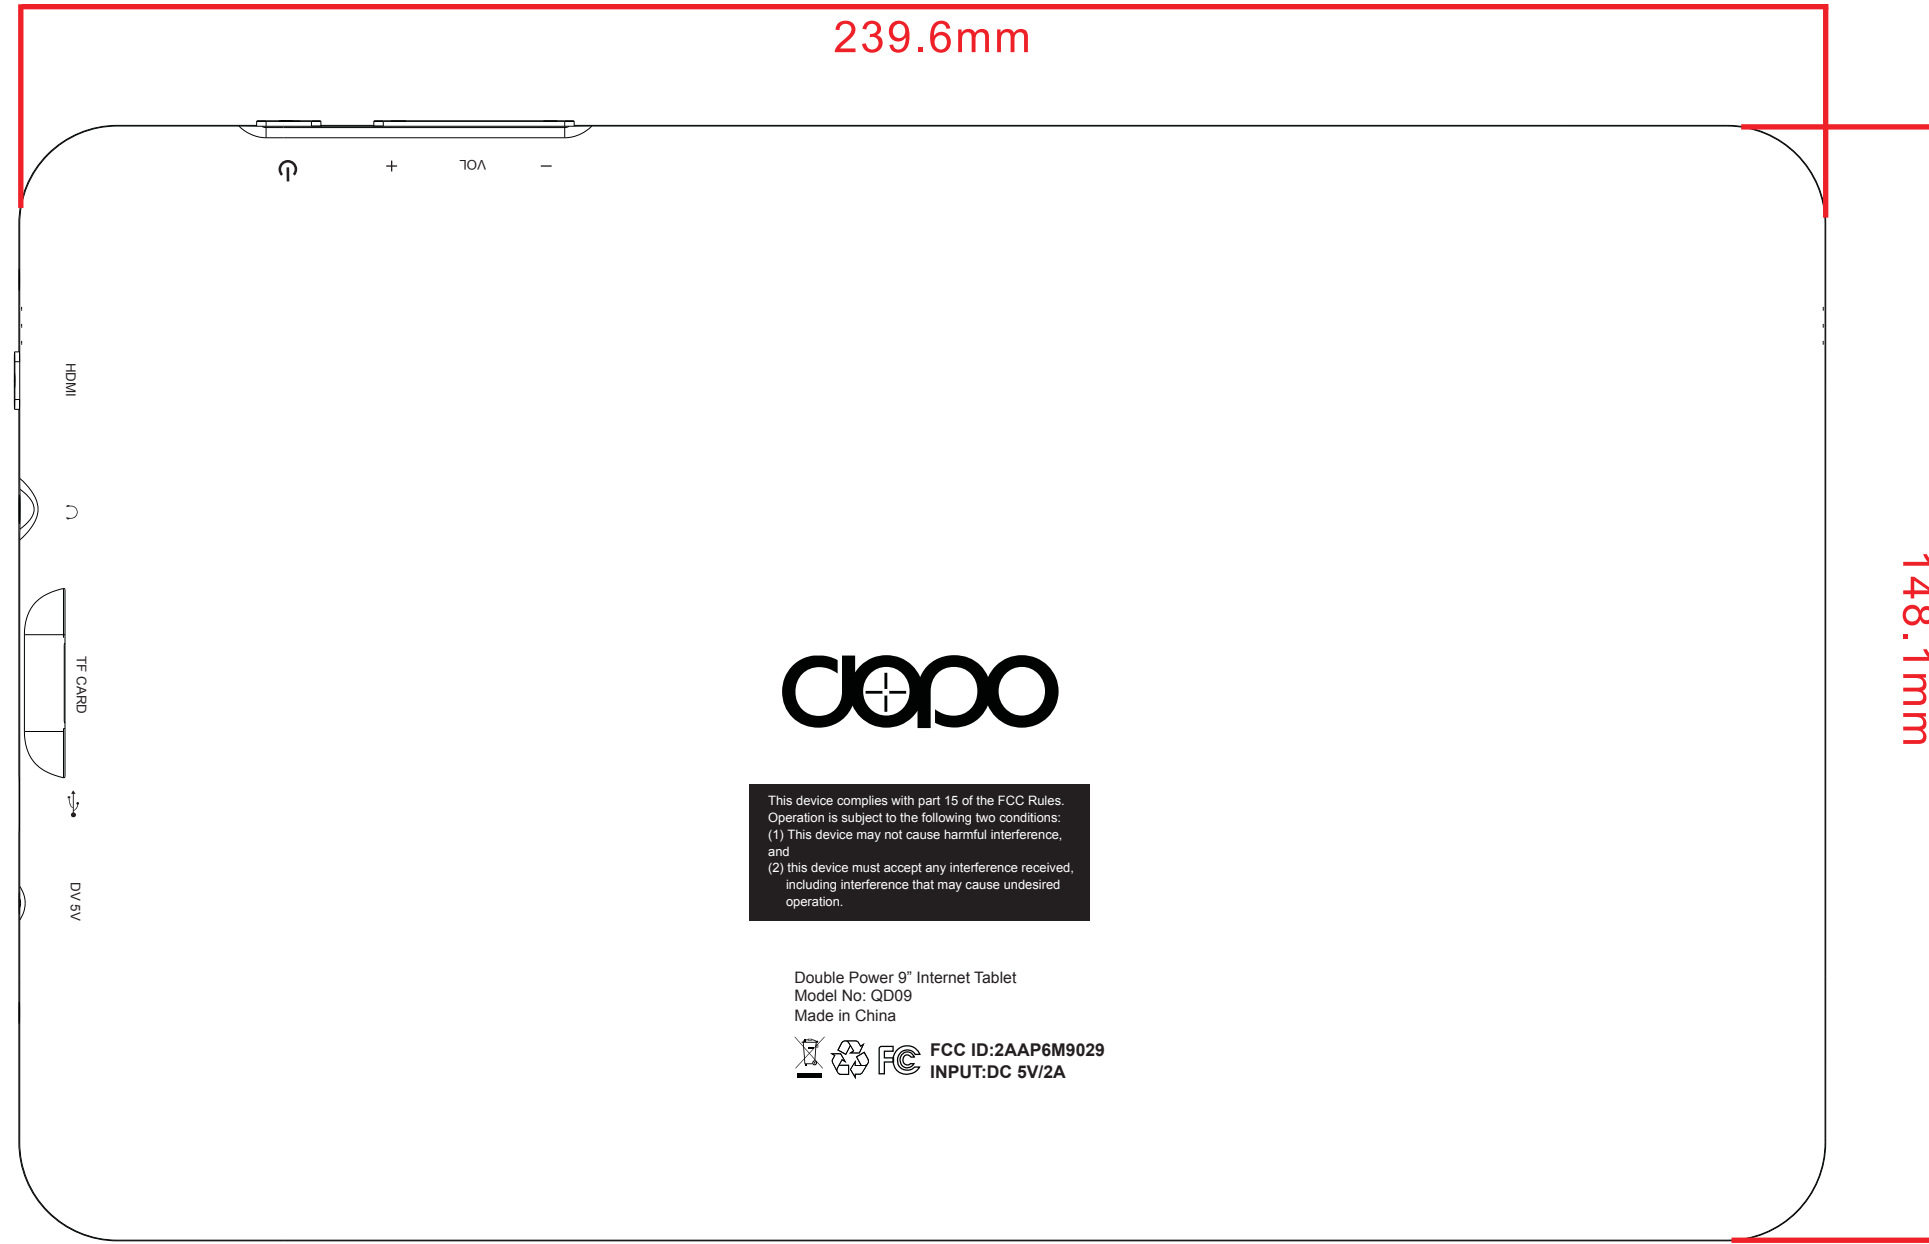 239.6mm
+ VOL −
HDMI
TF CARD
DV 5V
148.1mm
dopo
This device complies with part 15 of the FCC Rules.
Operation is subject to the following two conditions:
(1) This device may not cause harmful interference,
and
(2) this device must accept any interference received,
including interference that may cause undesired
operation.
Double Power 9” Internet Tablet
Model No: QD09
Made in China
FC FCC ID:2AAP6M9029
INPUT:DC 5V/2A